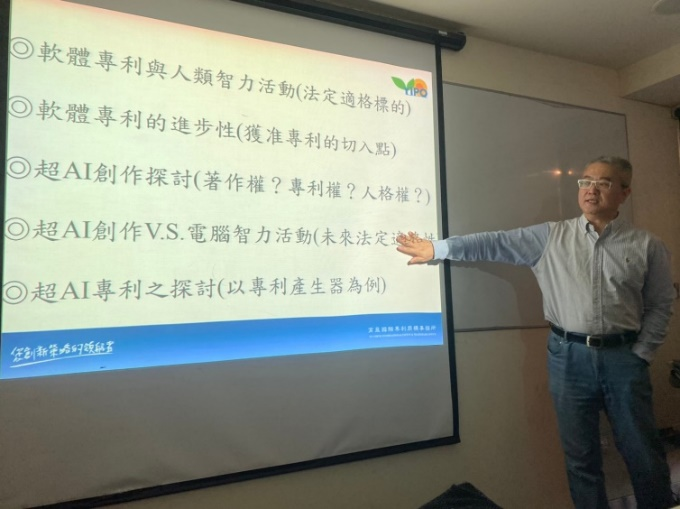 ◎軟體專利與人類智力活動(法定適格標的)
YIPO
◎軟體專利的進步性(獲准專利的切入點)
◎超AI創作探討(著作權？專利權？人格權？)
◎超AI創作V.S.電腦智力活動(未來法定適格性
◎超AI專利之探討(以專利產生器為例)